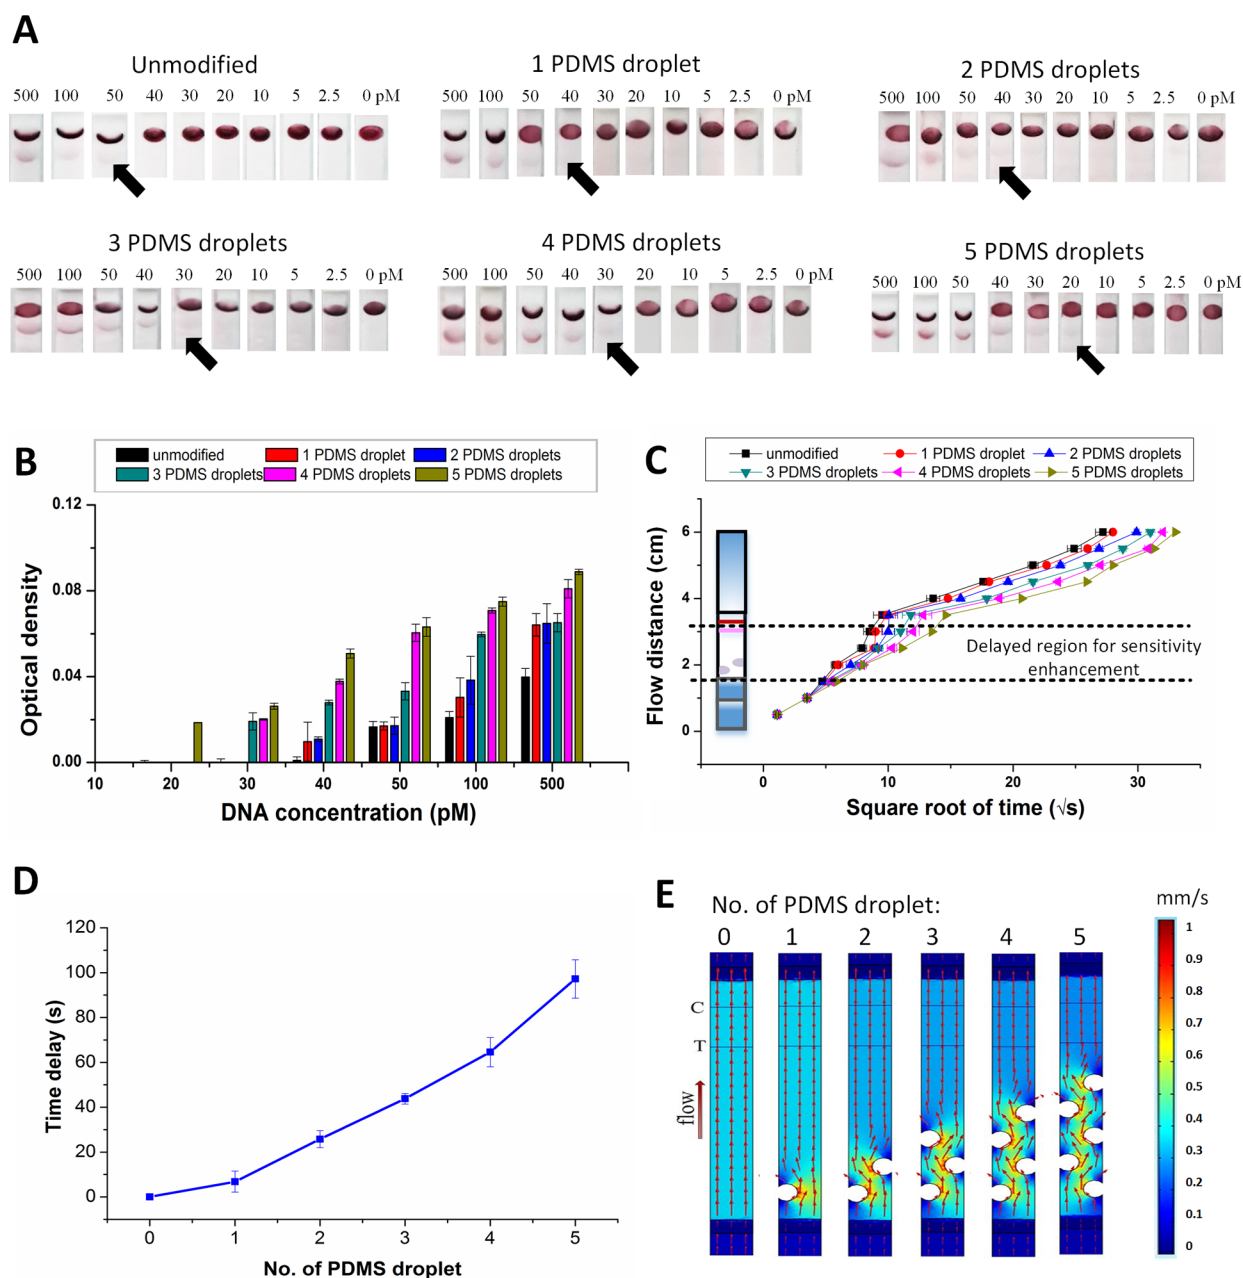 A
Unmodified
500 100 50 40 30 20 10 5 2.5 0 pM
1 PDMS droplet
500 100 50 40 30 20 10 5 2.5 0 pM
2 PDMS droplets
500 100 50 40 30 20 10 5 2.5 0 pM
3 PDMS droplets
500 100 50 40 30 20 10 5 2.5 0 pM
4 PDMS droplets
500 100 50 40 30 20 10 5 2.5 0 pM
5 PDMS droplets
500 100 50 40 30 20 10 5 2.5 0 pM
B
unmodified 1 PDMS droplet 2 PDMS droplets
3 PDMS droplets 4 PDMS droplets 5 PDMS droplets
0.12
0.08
0.04
0.00
Optical density
10 20 30 40 50 100 500
DNA concentration (pM)
C
unmodified 1 PDMS droplet 2 PDMS droplets
3 PDMS droplets 4 PDMS droplets 5 PDMS droplets
6
4
2
0
Flow distance (cm)
Delayed region for sensitivity
enhancement
0 10 20 30
Square root of time (√s)
D
120
100
80
60
40
20
0
Time delay (s)
0 1 2 3 4 5
No. of PDMS droplet
E
No. of PDMS droplet:
0 1 2 3 4 5
C
T
flow
mm/s
1
0.9
0.8
0.7
0.6
0.5
0.4
0.3
0.2
0.1
0